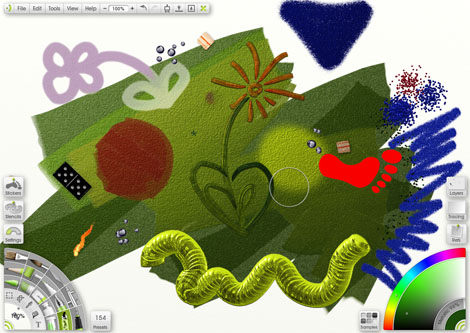 File Edit Tools View Help 100%
Stickers
Stencils
Settings
Layers
Tracing
Refs
T
154
Presets
Samples